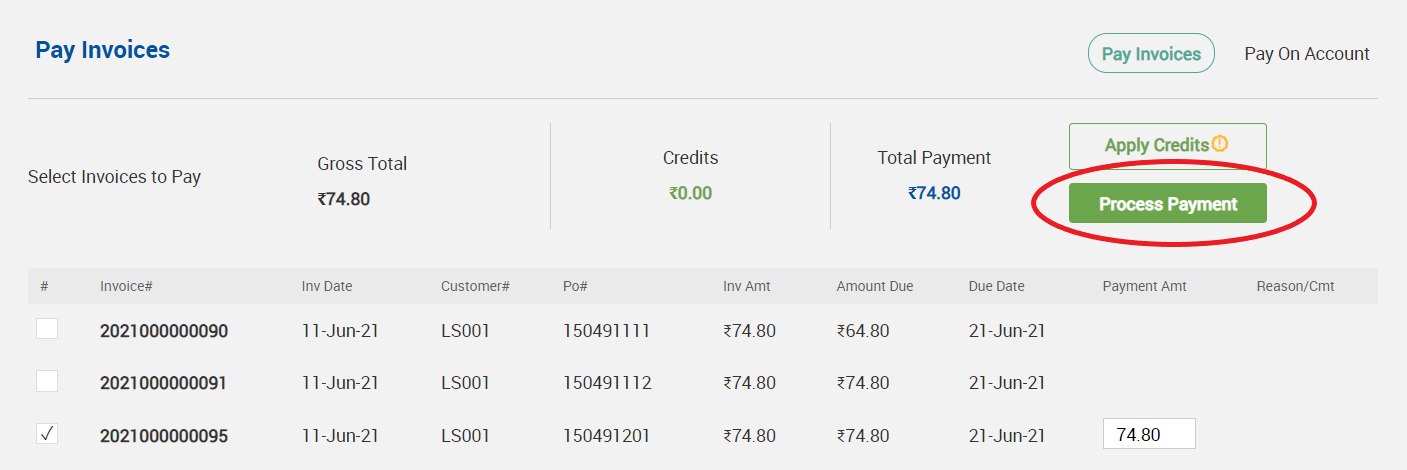 Pay Invoices
Pay Invoices Pay On Account
Select Invoices to Pay
Gross Total
₹74.80
Credits
₹0.00
Total Payment
₹74.80
Apply Credits
Process Payment
# Invoice# Inv Date Customer# Po# Inv Amt Amount Due Due Date Payment Amt Reason/Cmt
2021000000090 11-Jun-21 LS001 150491111 ₹74.80 ₹64.80 21-Jun-21
2021000000091 11-Jun-21 LS001 150491112 ₹74.80 ₹74.80 21-Jun-21
2021000000095 11-Jun-21 LS001 150491201 ₹74.80 ₹74.80 21-Jun-21 74.80